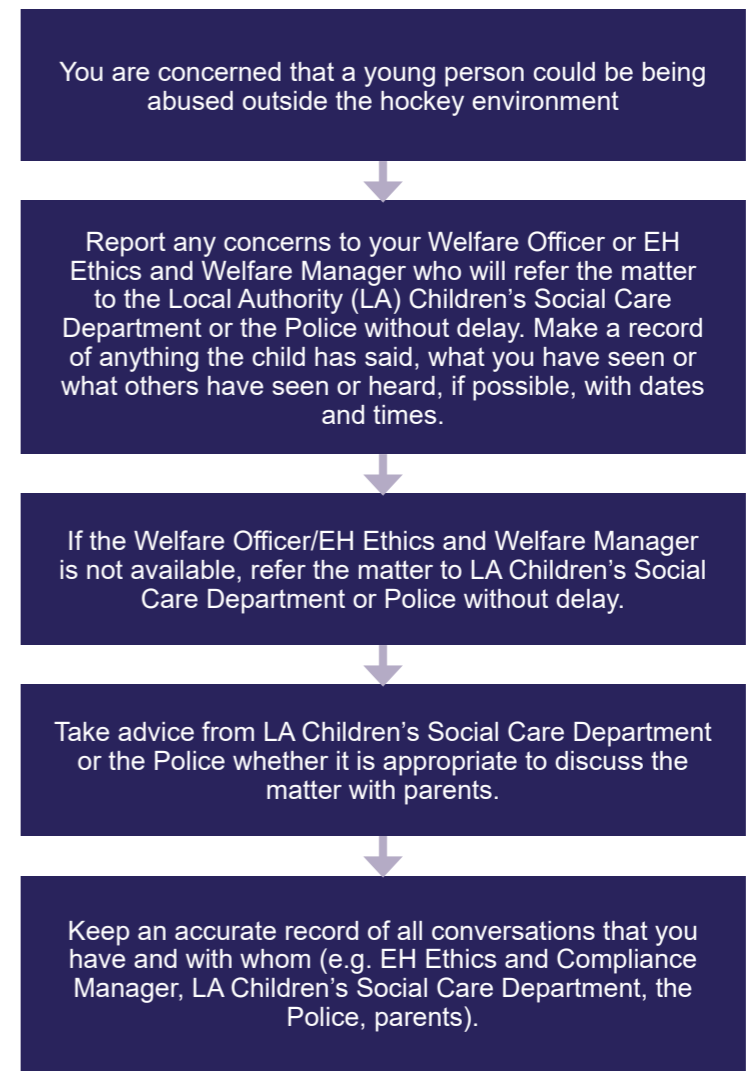 You are concerned that a young person could be being
abused outside the hockey environment
Report any concerns to your Welfare Officer or EH
Ethics and Welfare Manager who will refer the matter
to the Local Authority (LA) Children’s Social Care
Department or the Police without delay. Make a record
of anything the child has said, what you have seen or
what others have seen or heard, if possible, with dates
and times.
If the Welfare Officer/EH Ethics and Welfare Manager
is not available, refer the matter to LA Children’s Social
Care Department or Police without delay.
Take advice from LA Children’s Social Care Department
or the Police whether it is appropriate to discuss the
matter with parents.
Keep an accurate record of all conversations that you
have and with whom (e.g. EH Ethics and Compliance
Manager, LA Children’s Social Care Department, the
Police, parents).